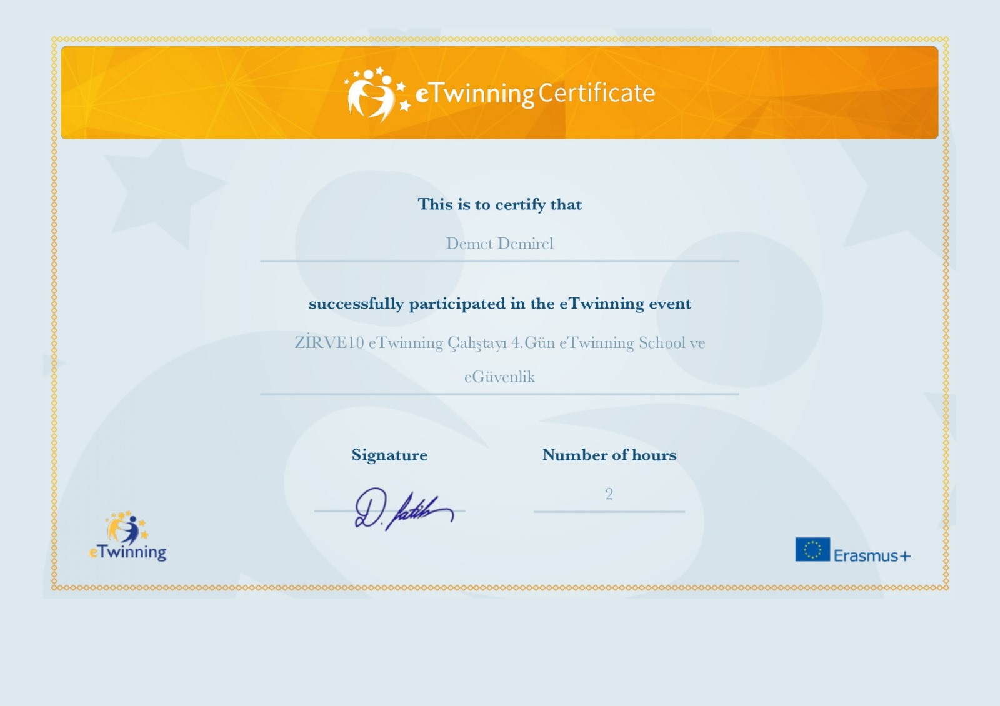 eTwinning Certificate
This is to certify that
Demet Demirel
successfully participated in the eTwinning event
ZİRVE10 eTwinning Çalıştayı 4.Gün eTwinning School ve
eGüvenlik
Signature
Number of hours
D. Fatih
2
eTwinning
Erasmus+